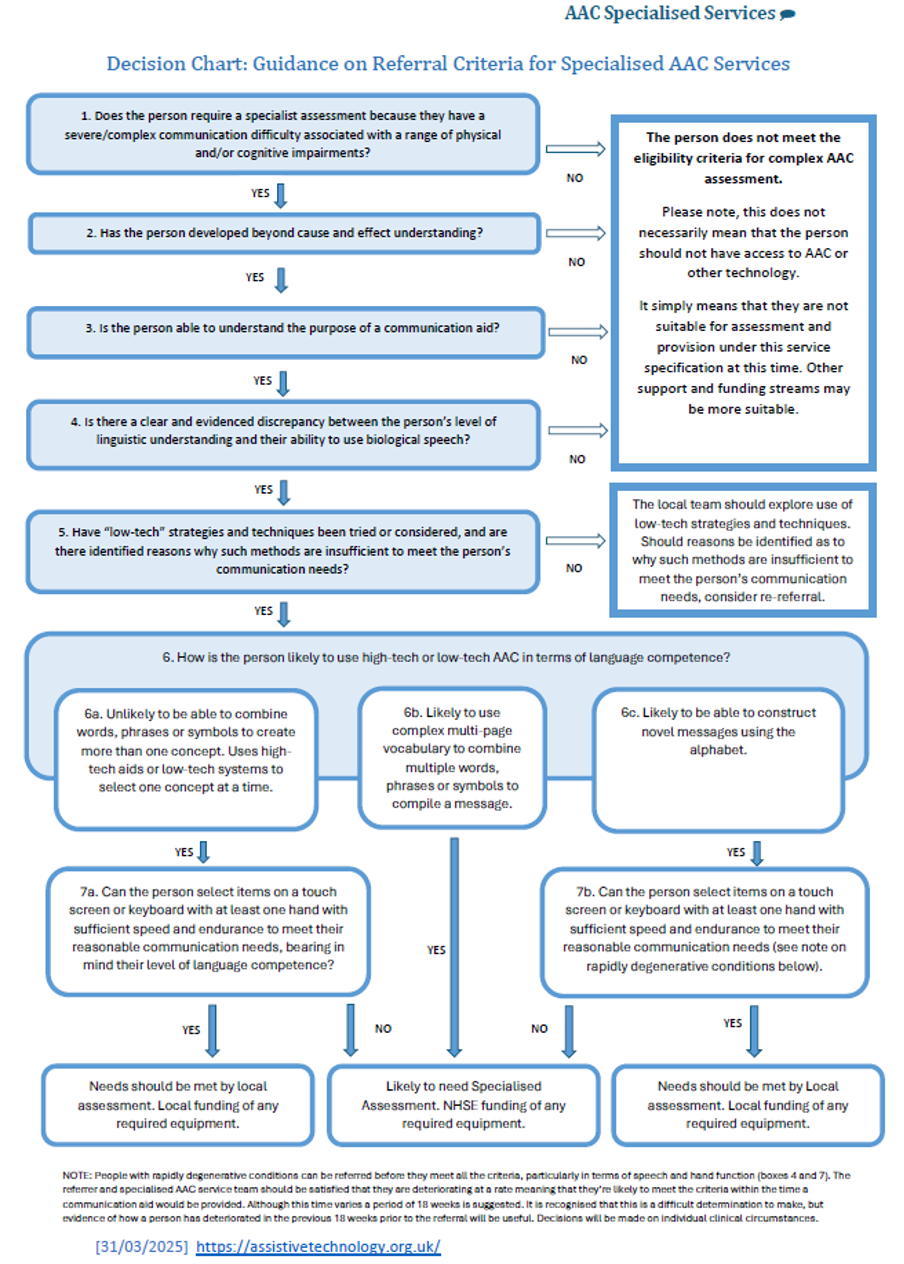 AAC Specialised Services
Decision Chart: Guidance on Referral Criteria for Specialised AAC Services
1. Does the person require a specialist assessment because they have a
severe/complex communication difficulty associated with a range of physical
and/or cognitive impairments?
NO
YES
2. Has the person developed beyond cause and effect understanding?
NO
YES
3. Is the person able to understand the purpose of a communication aid?
NO
YES
4. Is there a clear and evidenced discrepancy between the person's level of
linguistic understanding and their ability to use biological speech?
NO
YES
The person does not meet the
eligibility criteria for complex AAC
assessment.
Please note, this does not
necessarily mean that the person
should not have access to AAC or
other technology.
It simply means that they are not
suitable for assessment and
provision under this service
specification at this time. Other
support and funding streams may
be more suitable.
5. Have “low-tech” strategies and techniques been tried or considered, and are
there identified reasons why such methods are insufficient to meet the person's
communication needs?
NO
YES
The local team should explore use of
low-tech strategies and techniques.
Should reasons be identified as to
why such methods are insufficient to
meet the person's communication
needs, consider re-referral.
6. How is the person likely to use high-tech or low-tech AAC in terms of language competence?
6a. Unlikely to be able to combine
words, phrases or symbols to create
more than one concept. Uses high-
tech aids or low-tech systems to
select one concept at a time.
6b. Likely to use
complex multi-page
vocabulary to combine
multiple words,
phrases or symbols to
compile a message.
6c. Likely to be able to construct
novel messages using the
alphabet.
YES
YES
7a. Can the person select items on a touch
screen or keyboard with at least one hand with
sufficient speed and endurance to meet their
reasonable communication needs, bearing in
mind their level of language competence?
YES
7b. Can the person select items on a touch
screen or keyboard with at least one hand with
sufficient speed and endurance to meet their
reasonable communication needs (see note on
rapidly degenerative conditions below).
YES
NO
NO
YES
Needs should be met by local
assessment. Local funding of any
required equipment.
Likely to need Specialised
Assessment. NHSE funding of any
required equipment.
Needs should be met by Local
assessment. Local funding of any
required equipment.
NOTE: People with rapidly degenerative conditions can be referred before they meet all the criteria, particularly in terms of speech and hand function (boxes 4 and 7). The
referrer and specialised AAC service team should be satisfied that they are deteriorating at a rate meaning that they're likely to meet the criteria within the time a
communication aid would be provided. Although this time varies a period of 18 weeks is suggested. It is recognised that this is a difficult determination to make, but
evidence of how a person has deteriorated in the previous 18 weeks prior to the referral will be useful. Decisions will be made on individual clinical circumstances.
[31/03/2025] https://assistivetechnology.org.uk/